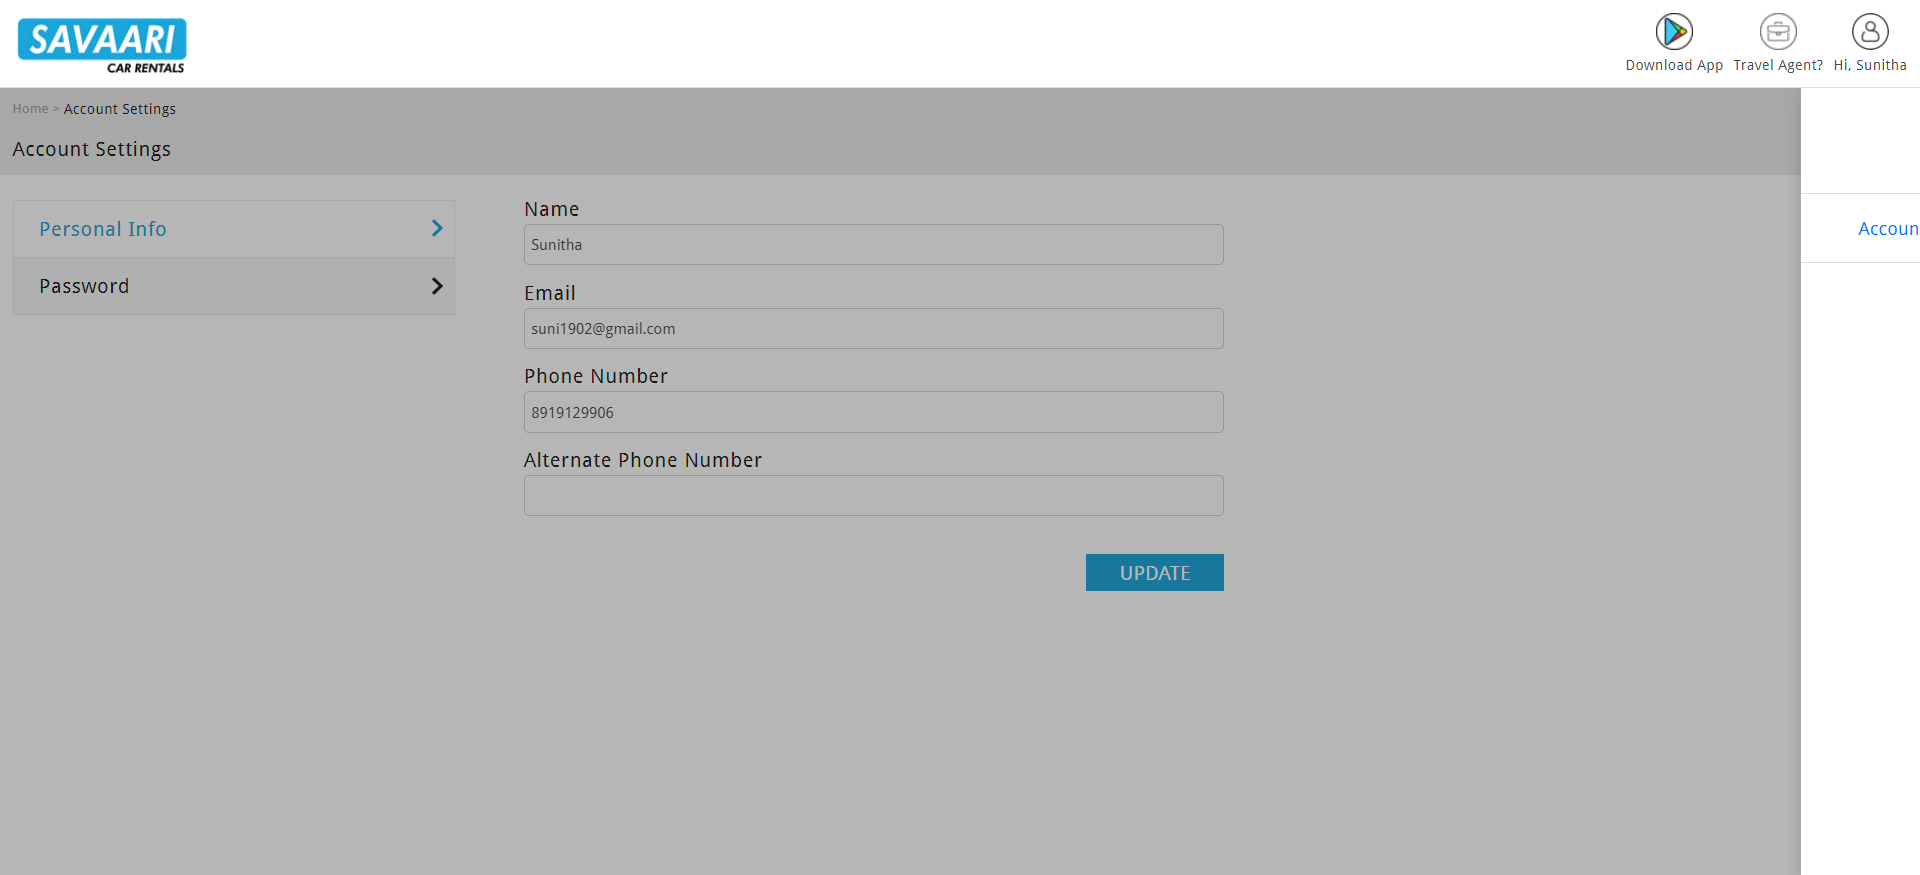 SAVAARI
CAR RENTALS
Download App
Travel Agent?
Hi, Sunitha
Home > Account Settings
Account Settings
Personal Info
Password
Name
Sunitha
Email
suni1902@gmail.com
Phone Number
8919129906
Alternate Phone Number
UPDATE
Accoun